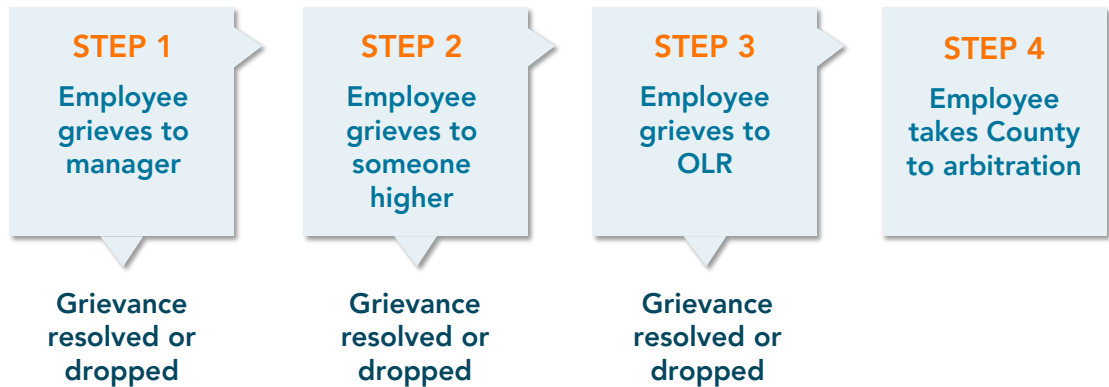 STEP 1
Employee
grieves to
manager
STEP 2
Employee
grieves to
someone
higher
STEP 3
Employee
grieves to
OLR
STEP 4
Employee
takes County
to arbitration
Grievance
resolved or
dropped
Grievance
resolved or
dropped
Grievance
resolved or
dropped